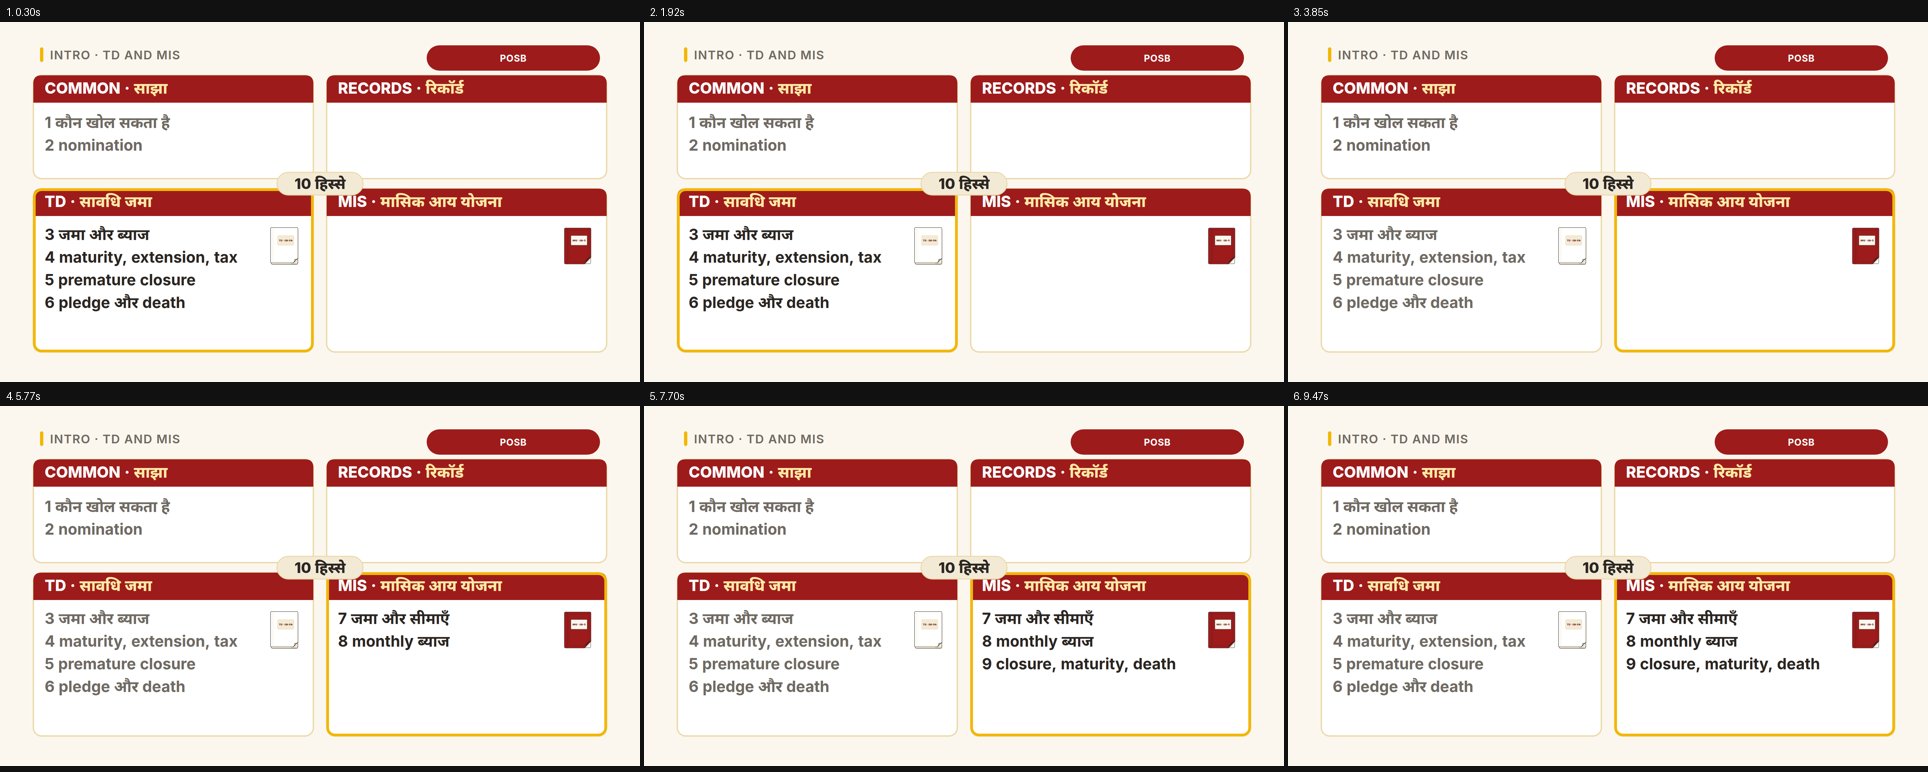 1. 0.30s
INTRO · TD AND MIS
POSB
COMMON · साझा
1 कौन खोल सकता है
2 nomination
RECORDS · रिकॉर्ड
10 हिस्से
TD · सावधि जमा
3 जमा और ब्याज
4 maturity, extension, tax
5 premature closure
6 pledge और death
MIS · मासिक आय योजना
2. 1.92s
INTRO · TD AND MIS
POSB
COMMON · साझा
1 कौन खोल सकता है
2 nomination
RECORDS · रिकॉर्ड
10 हिस्से
TD · सावधि जमा
3 जमा और ब्याज
4 maturity, extension, tax
5 premature closure
6 pledge और death
MIS · मासिक आय योजना
3. 3.85s
INTRO · TD AND MIS
POSB
COMMON · साझा
1 कौन खोल सकता है
2 nomination
RECORDS · रिकॉर्ड
10 हिस्से
TD · सावधि जमा
3 जमा और ब्याज
4 maturity, extension, tax
5 premature closure
6 pledge और death
MIS · मासिक आय योजना
4. 5.77s
INTRO · TD AND MIS
POSB
COMMON · साझा
1 कौन खोल सकता है
2 nomination
RECORDS · रिकॉर्ड
10 हिस्से
TD · सावधि जमा
3 जमा और ब्याज
4 maturity, extension, tax
5 premature closure
6 pledge और death
MIS · मासिक आय योजना
7 जमा और सीमाएँ
8 monthly ब्याज
5. 7.70s
INTRO · TD AND MIS
POSB
COMMON · साझा
1 कौन खोल सकता है
2 nomination
RECORDS · रिकॉर्ड
10 हिस्से
TD · सावधि जमा
3 जमा और ब्याज
4 maturity, extension, tax
5 premature closure
6 pledge और death
MIS · मासिक आय योजना
7 जमा और सीमाएँ
8 monthly ब्याज
9 closure, maturity, death
6. 9.47s
INTRO · TD AND MIS
POSB
COMMON · साझा
1 कौन खोल सकता है
2 nomination
RECORDS · रिकॉर्ड
10 हिस्से
TD · सावधि जमा
3 जमा और ब्याज
4 maturity, extension, tax
5 premature closure
6 pledge और death
MIS · मासिक आय योजना
7 जमा और सीमाएँ
8 monthly ब्याज
9 closure, maturity, death